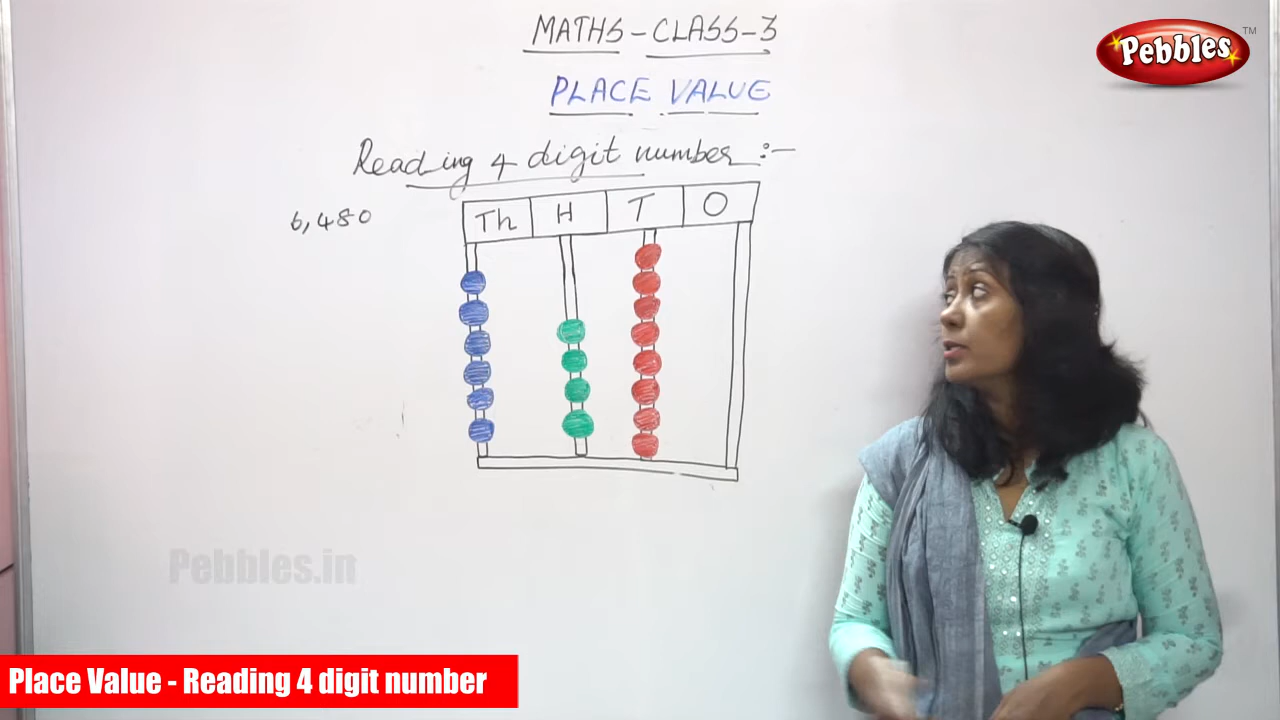 MATHS - CLASS-3
Pebbles TM
PLACE VALUE
Reading 4 digit number :-
6,480
Th H T O
Pebbles.in
Place Value - Reading 4 digit number